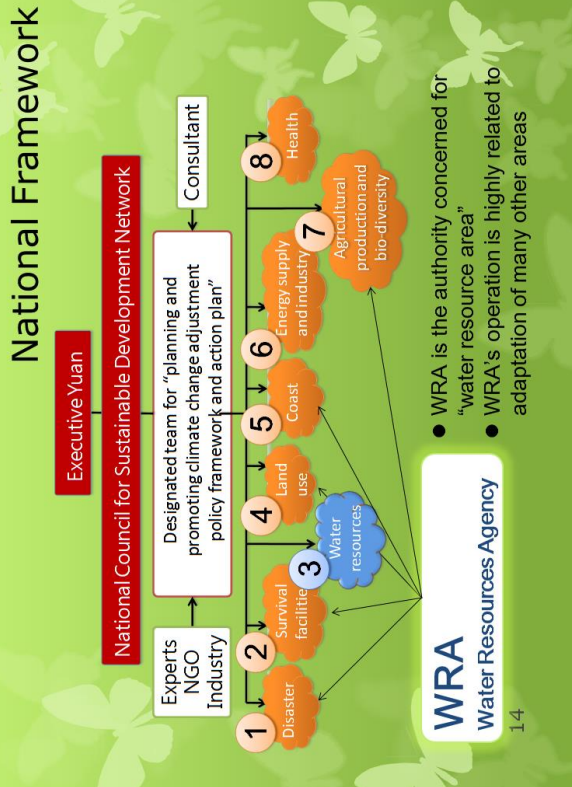 National Framework
Executive Yuan
National Council for Sustainable Development Network
Experts
NGO
Industry
Designated team for “planning and
promoting climate change adjustment
policy framework and action plan”
Consultant
1
Disaster
2
Survival
facilities
3
Water
resources
4
Land
use
5
Coast
6
Energy supply
and industry
7
Agricultural
production and
bio-diversity
8
Health
WRA
Water Resources Agency
● WRA is the authority concerned for
“water resource area”
● WRA’s operation is highly related to
adaptation of many other areas
14